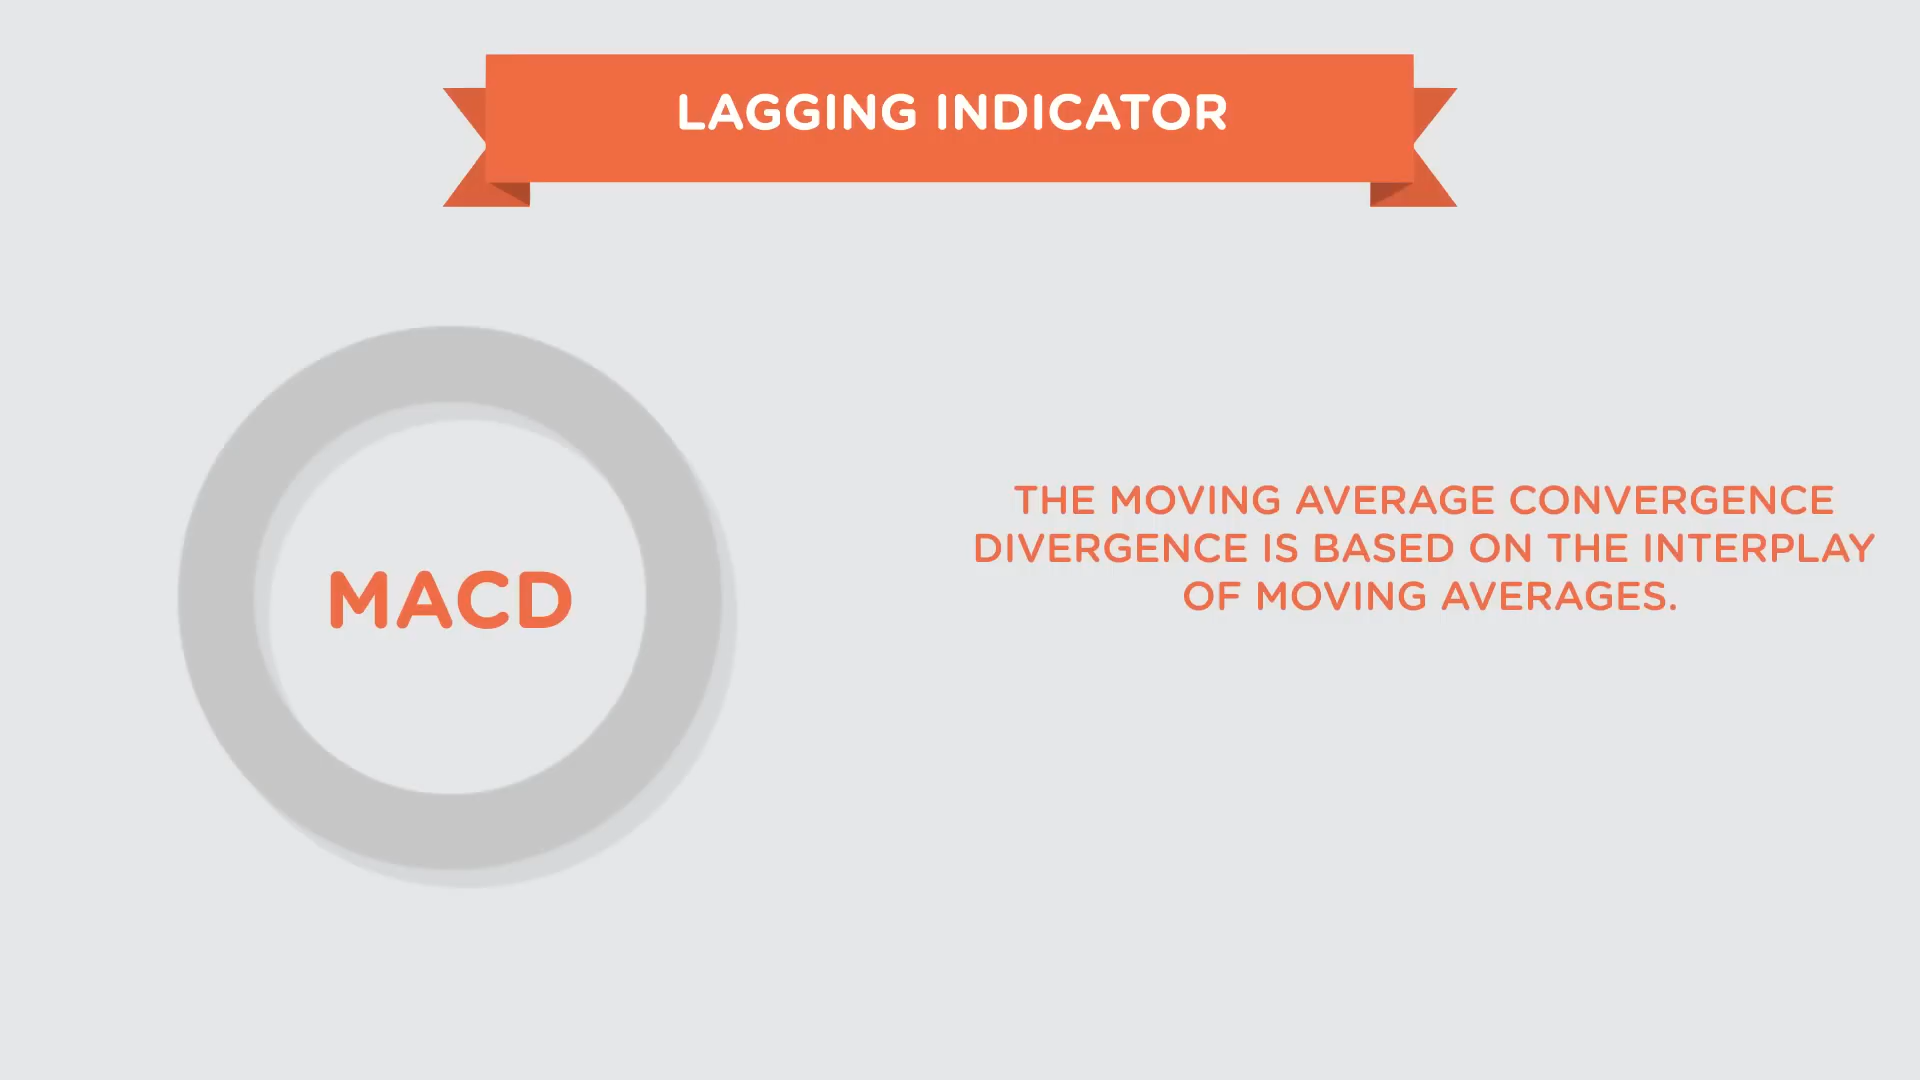 LAGGING INDICATOR
MACD
THE MOVING AVERAGE CONVERGENCE
DIVERGENCE IS BASED ON THE INTERPLAY
OF MOVING AVERAGES.